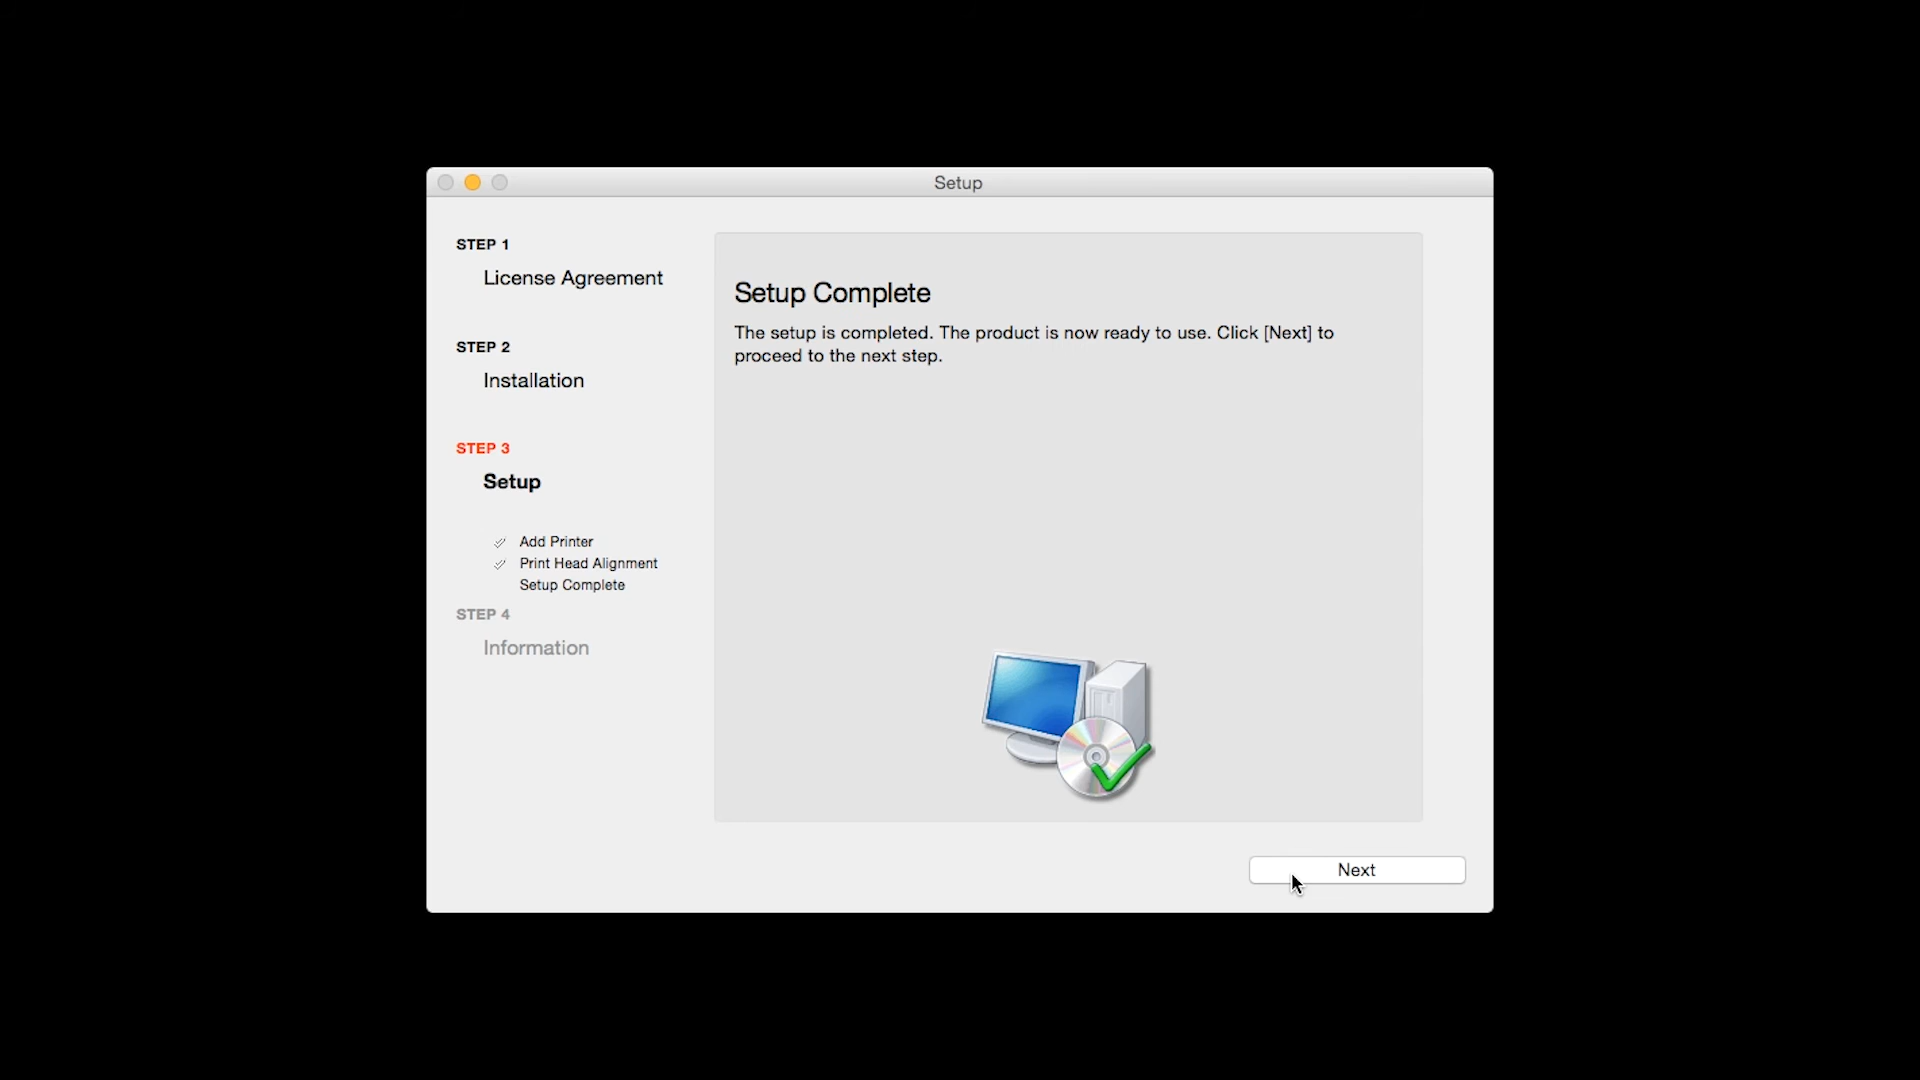 Setup
STEP 1
License Agreement
STEP 2
Installation
STEP 3
Setup
Add Printer
Print Head Alignment
Setup Complete
STEP 4
Information
Setup Complete
The setup is completed. The product is now ready to use. Click [Next] to
proceed to the next step.
Next